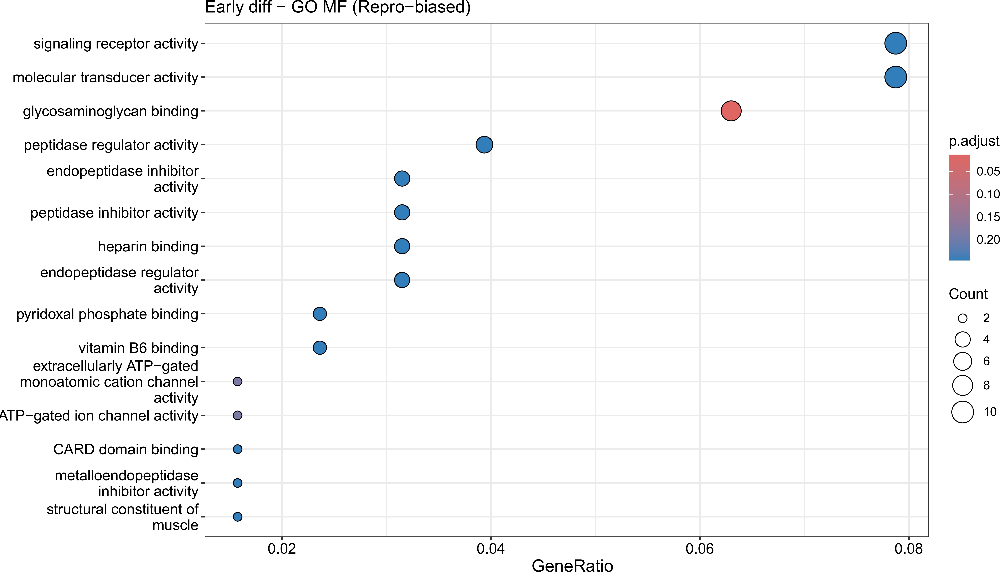 Early diff − GO MF (Repro−biased)
signaling receptor activity
molecular transducer activity
glycosaminoglycan binding
peptidase regulator activity
endopeptidase inhibitor
activity
peptidase inhibitor activity
heparin binding
endopeptidase regulator
activity
pyridoxal phosphate binding
vitamin B6 binding
extracellularly ATP−gated
monoatomic cation channel
activity
ATP−gated ion channel activity
CARD domain binding
metalloendopeptidase
inhibitor activity
structural constituent of
muscle
0.02 0.04 0.06 0.08
GeneRatio
p.adjust
0.05
0.10
0.15
0.20
Count
2
4
6
8
10